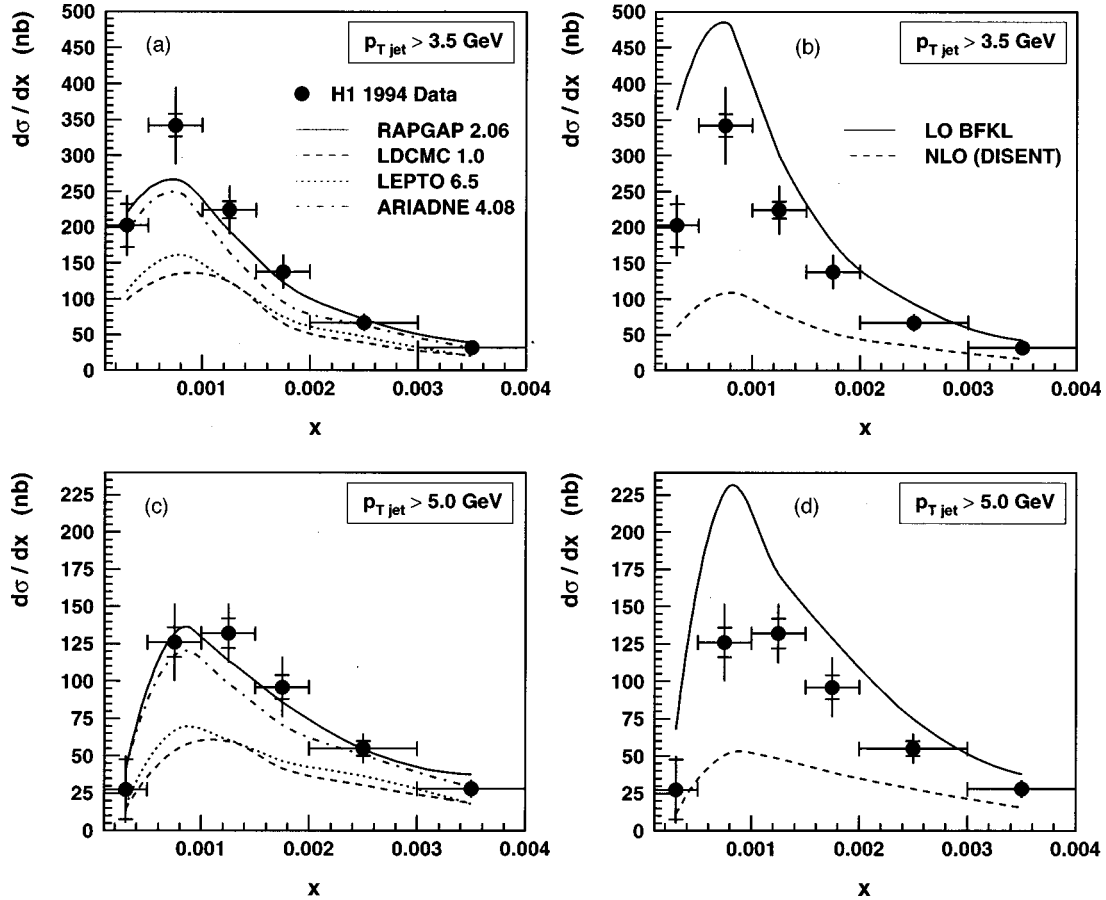 dσ / dx (nb)
500
450
400
350
300
250
200
150
100
50
0
(a)
p_T jet > 3.5 GeV
H1 1994 Data
RAPGAP 2.06
LDCMC 1.0
LEPTO 6.5
ARIADNE 4.08
0.001
0.002
0.003
0.004
x
dσ / dx (nb)
500
450
400
350
300
250
200
150
100
50
0
(b)
p_T jet > 3.5 GeV
LO BFKL
NLO (DISENT)
0.001
0.002
0.003
0.004
x
dσ / dx (nb)
225
200
175
150
125
100
75
50
25
0
(c)
p_T jet > 5.0 GeV
0.001
0.002
0.003
0.004
x
dσ / dx (nb)
225
200
175
150
125
100
75
50
25
0
(d)
p_T jet > 5.0 GeV
0.001
0.002
0.003
0.004
x